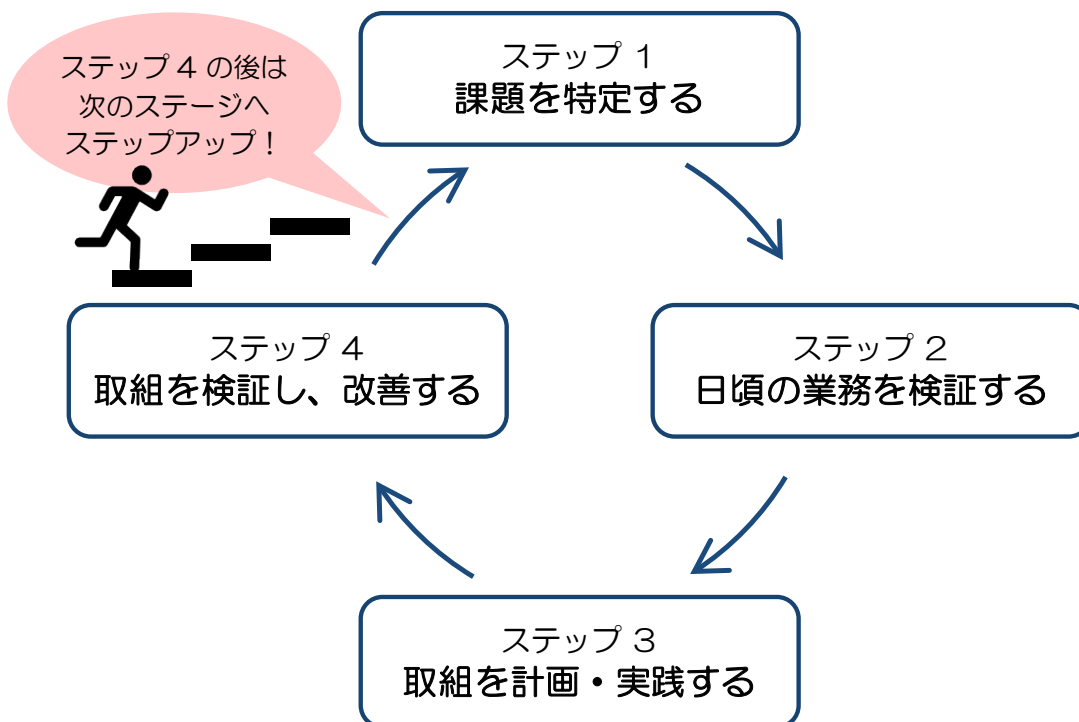 ステップ 4 の後は
次のステージへ
ステップアップ！
ステップ 1
課題を特定する
ステップ 2
日頃の業務を検証する
ステップ 3
取組を計画・実践する
ステップ 4
取組を検証し、改善する